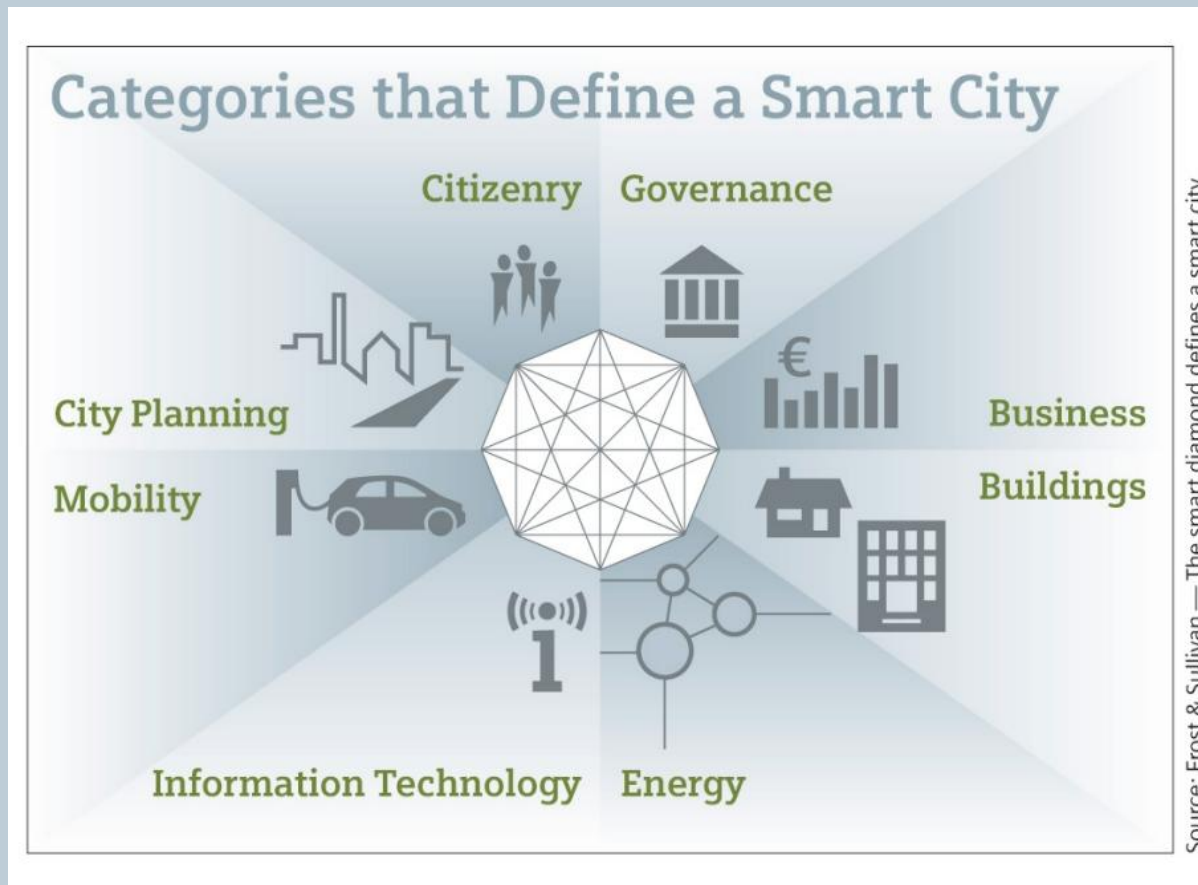 Categories that Define a Smart City
Citizenry
Governance
€
City Planning
Business
Mobility
Buildings
Information Technology
Energy
Source: Frost & Sullivan — The smart diamond defines a smart city